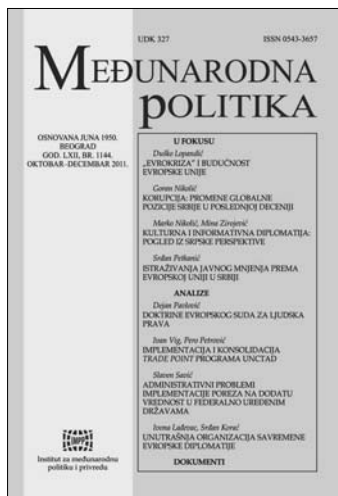 UDK 327
ISSN 0543-3657
MEĐUNARODNA
POLITIKA
OSNOVANA JUNA 1950.
BEOGRAD
GOD. LXII, BR. 1144,
OKTOBAR–DECEMBAR 2011.
U FOKUSU
Duško Lopandić
„EVROKRIZA" I BUDUĆNOST
EVROPSKE UNIJE
Goran Nikolić
KORUPCIJA: PROMENE GLOBALNE
POZICIJE SRBIJE U POSLEDNJOJ DECENIJI
Marko Nikolić, Mina Zirojević
KULTURNA I INFORMATIVNA DIPLOMATIJA:
POGLED IZ SRPSKE PERSPEKTIVE
Srđan Petkanić
ISTRAŽIVANJA JAVNOG MNJENJA PREMA
EVROPSKOJ UNIJI U SRBIJI
ANALIZE
Dejan Pavlović
DOKTRINE EVROPSKOG SUDA ZA LJUDSKA
PRAVA
Ivan Vig, Pero Petrović
IMPLEMENTACIJA I KONSOLIDACIJA
TRADE POINT PROGRAMA UNCTAD
Slaven Savić
ADMINISTRATIVNI PROBLEMI
IMPLEMENTACIJE POREZA NA DODATU
VREDNOST U FEDERALNO UREĐENIM
DRŽAVAMA
Ivona Lađevac, Srđan Korać
UNUTRAŠNJA ORGANIZACIJA SAVREMENE
EVROPSKE DIPLOMATIJE
DOKUMENTI
IMPP
Institut za međunarodnu
politiku i privredu